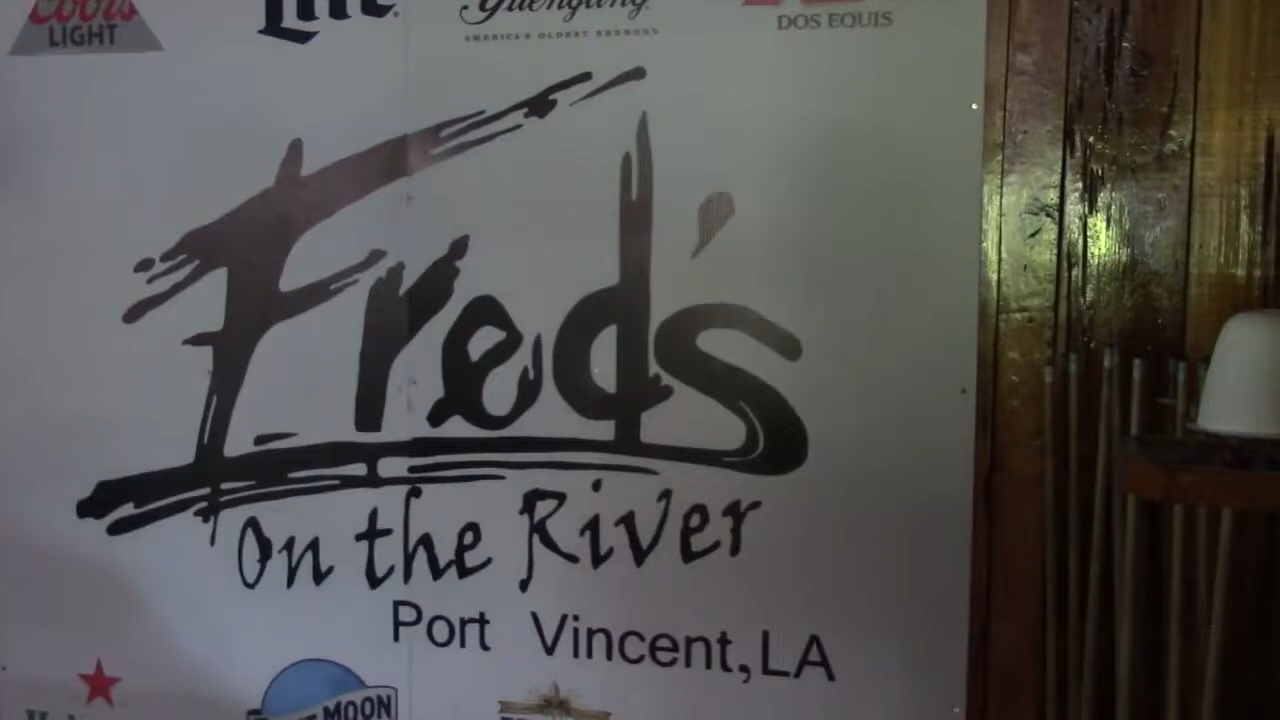 Coors
LIGHT
Lite
Yuengling
AMERICA'S OLDEST BREWERY
DOS EQUIS
Fred's
On the River
Port Vincent, LA
MOON